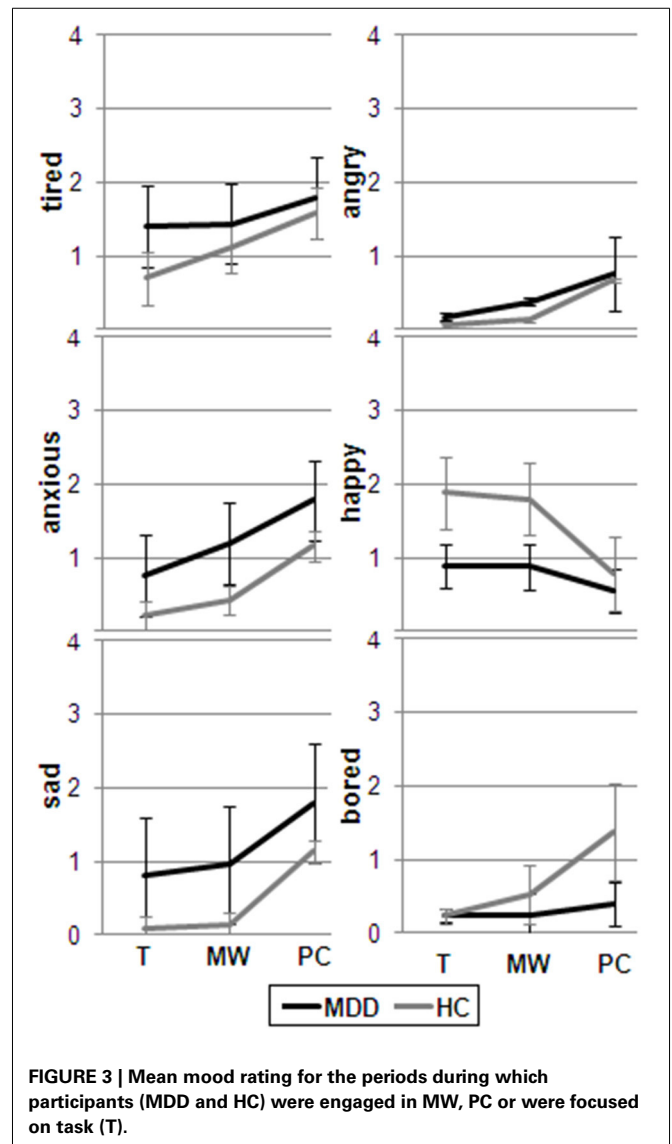 4
3
2
1
tired
4
3
2
1
angry
4
3
2
1
anxious
4
3
2
1
happy
4
3
2
1
0
sad
T MW PC
4
3
2
1
0
bored
T MW PC
MDD HC
FIGURE 3 | Mean mood rating for the periods during which
participants (MDD and HC) were engaged in MW, PC or were focused
on task (T).